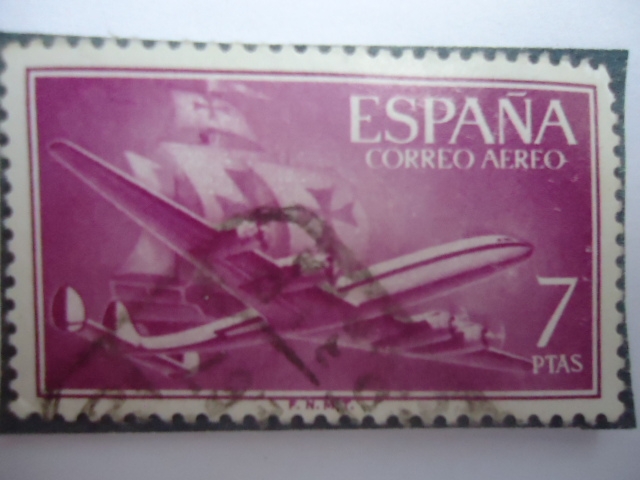 ESPAÑA
CORREO AEREO
7
PTAS
F. N. M. T.